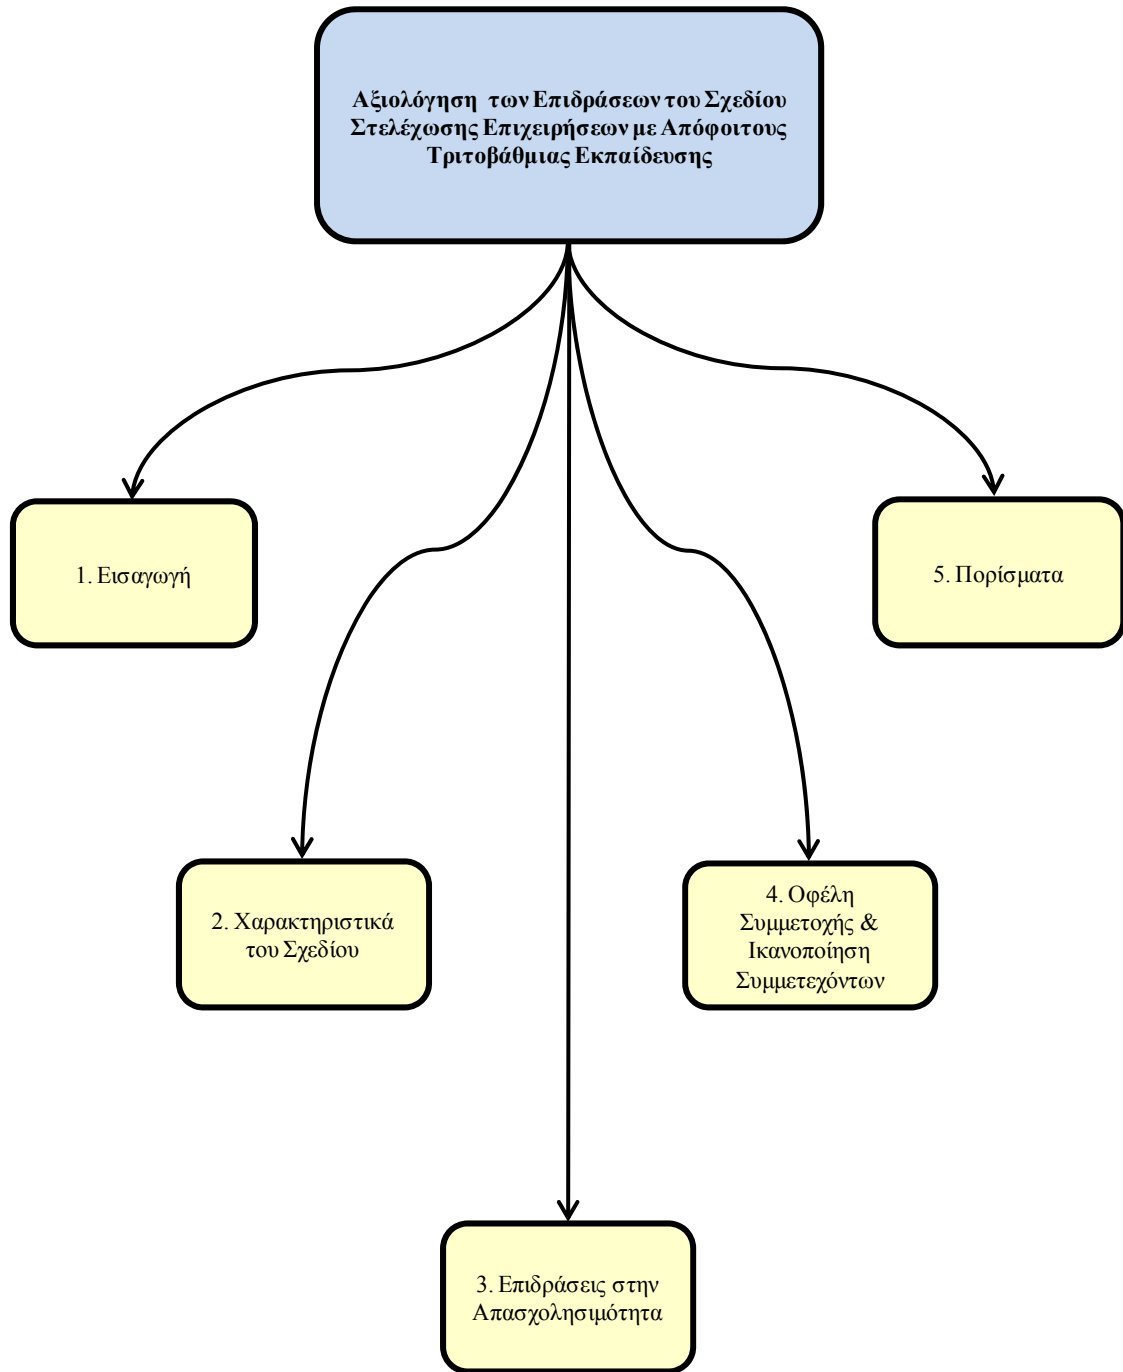 Αξιολόγηση των Επιδράσεων του Σχεδίου
Στελέχωσης Επιχειρήσεων με Απόφοιτους
Τριτοβάθμιας Εκπαίδευσης
1. Εισαγωγή
5. Πορίσματα
2. Χαρακτηριστικά
του Σχεδίου
4. Οφέλη
Συμμετοχής &
Ικανοποίηση
Συμμετεχόντων
3. Επιδράσεις στην
Απασχολησιμότητα